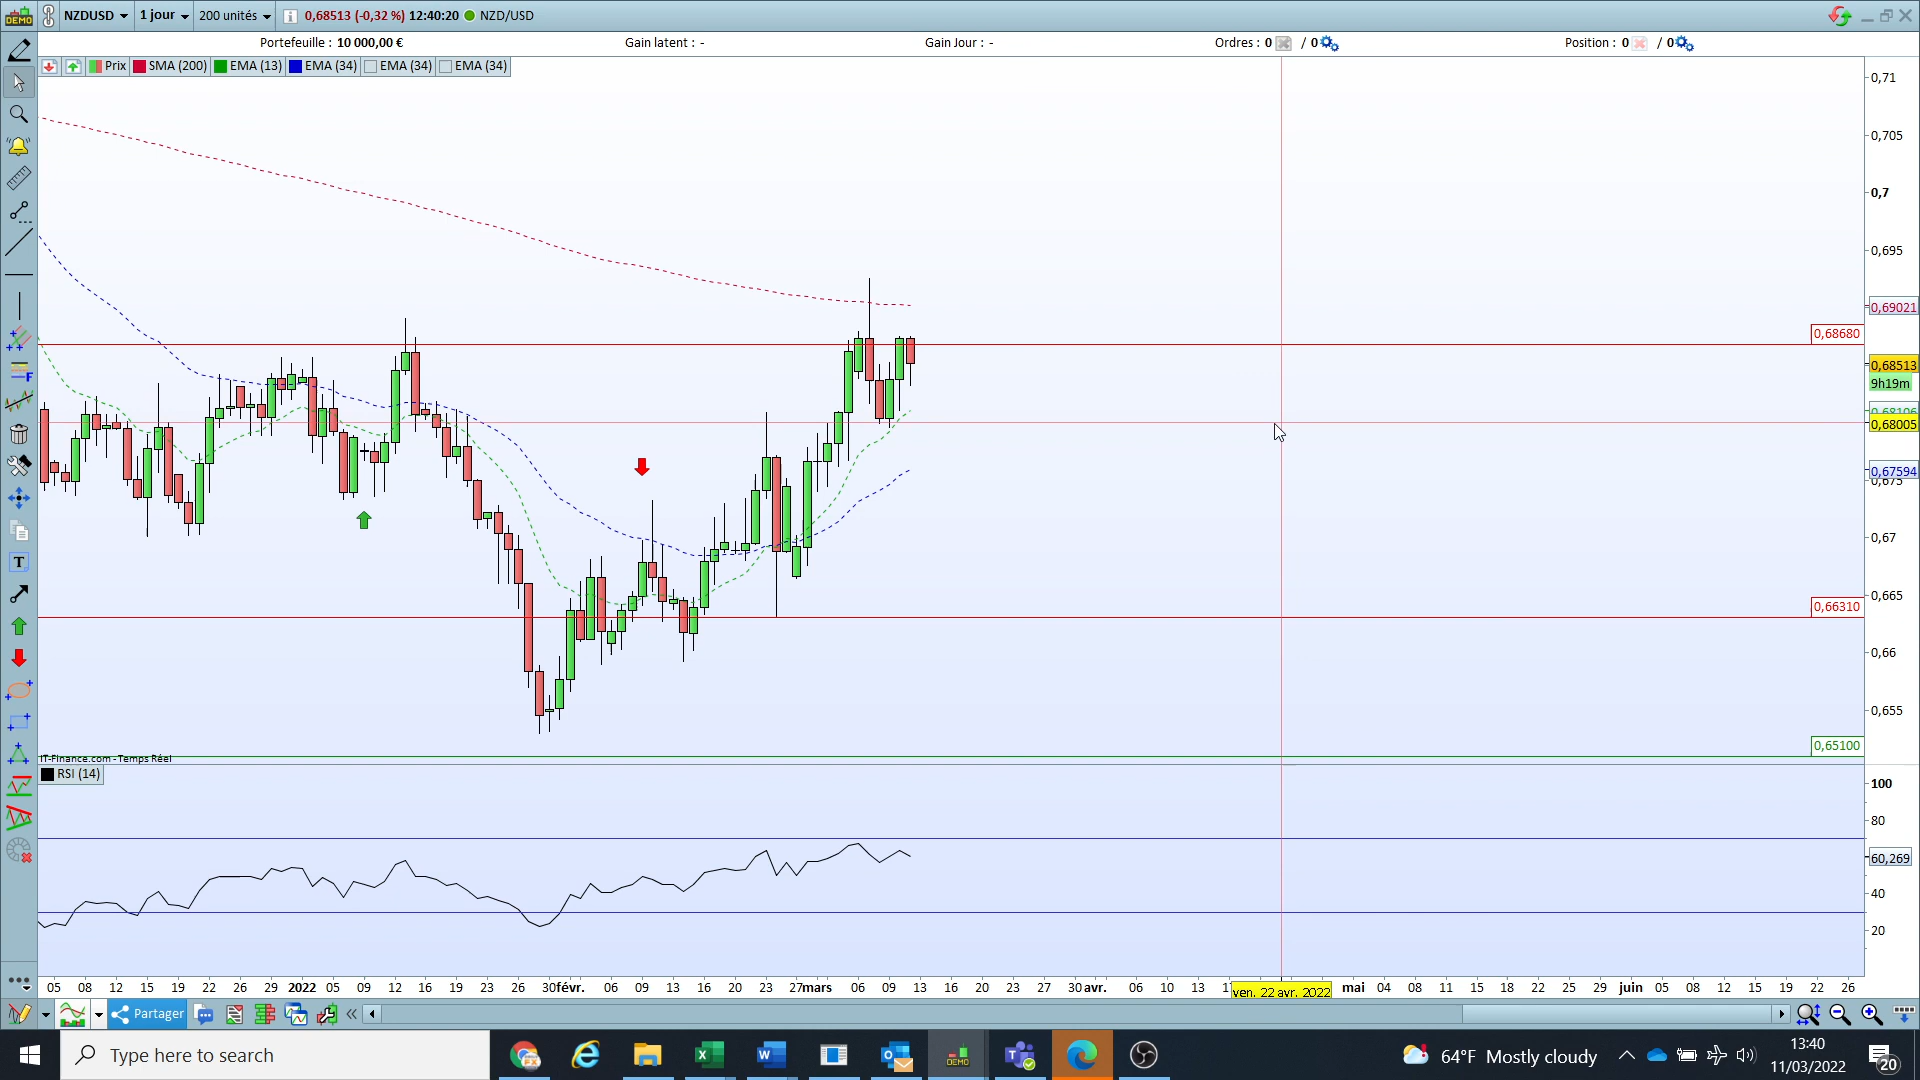 DEMO NZDUSD 1 jour 200 unités 0,68513 (-0,32 %) 12:40:20 NZD/USD
Portefeuille : 10 000,00 € Gain latent : - Gain Jour : - Ordres : 0 / 0 Position : 0 / 0
Prix SMA (200) EMA (13) EMA (34) EMA (34) EMA (34)
0,71
0,705
0,7
0,695
0,69021
0,68680
0,68513
9h19m
0,68106
0,68005
0,67594
0,675
0,67
0,665
0,66310
0,66
0,655
0,65100
IT-Finance.com - Temps Réel
RSI (14)
100
80
60,269
40
20
05 08 12 15 19 22 26 29 2022 05 09 12 16 19 23 26 30 févr. 06 09 13 16 20 23 27 mars 06 09 13 16 20 23 27 30 avr. 06 10 13 ven. 22 avr. 2022 mai 04 08 11 15 18 22 25 29 juin 05 08 12 15 19 22 26
Partager
Type here to search
DEMO
64°F Mostly cloudy
13:40
11/03/2022
20